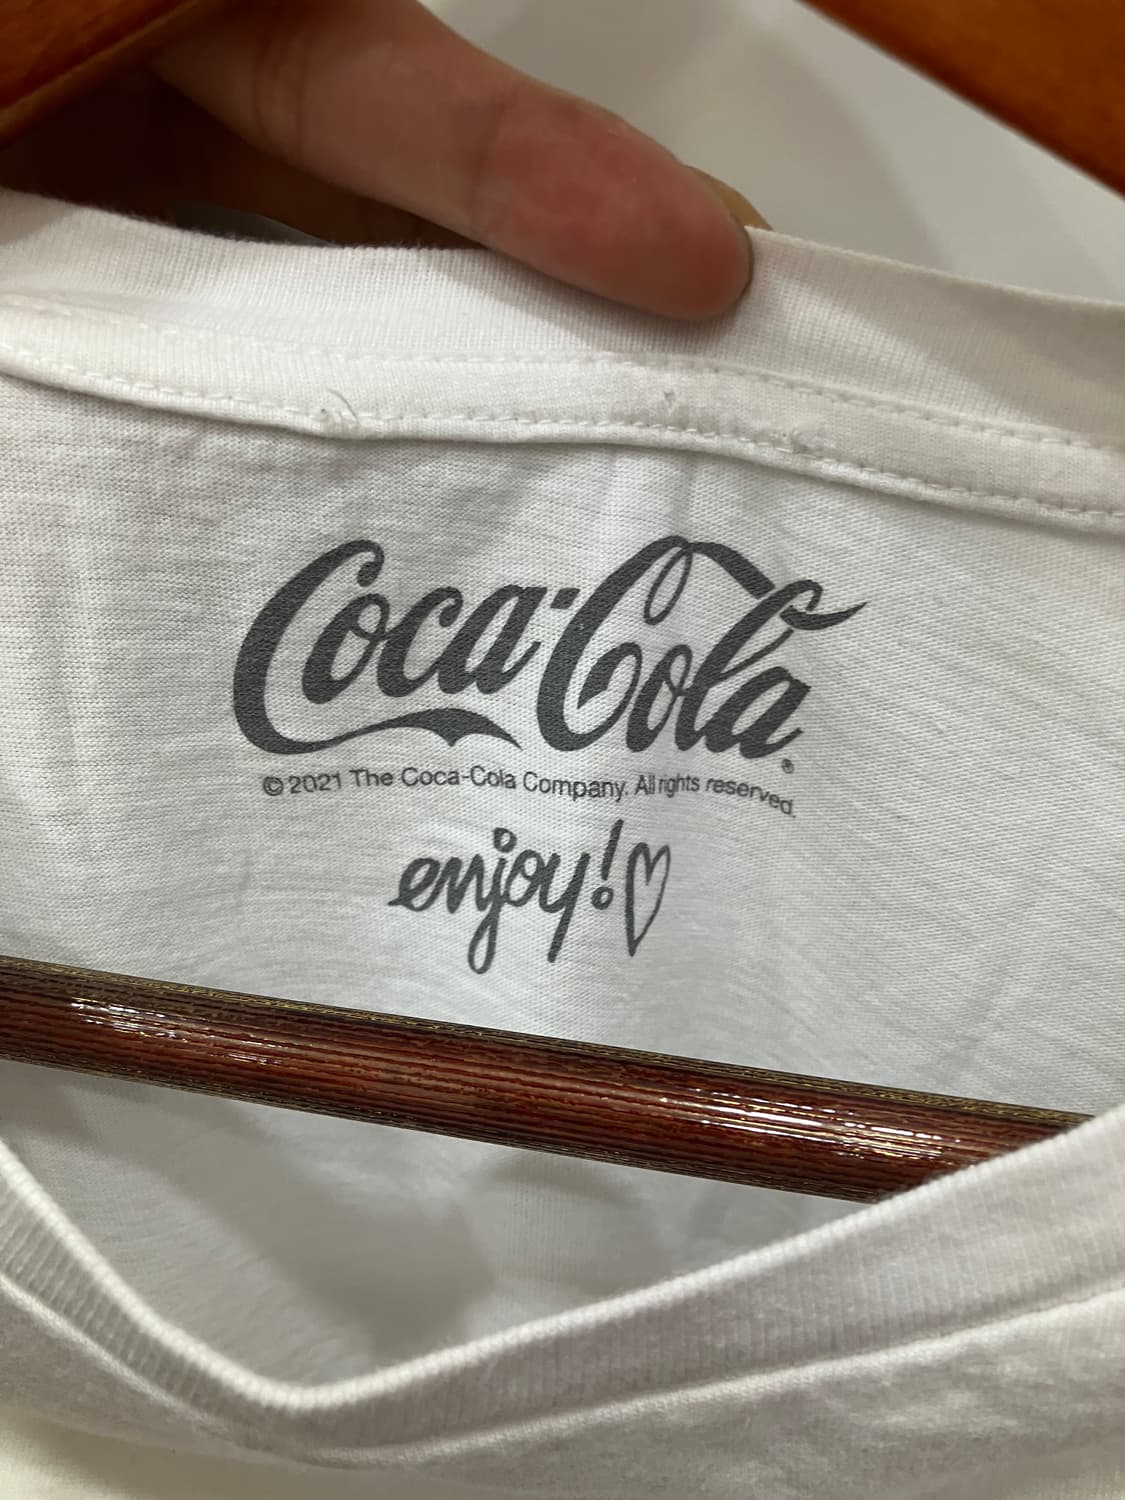 Coca-Cola®
© 2021 The Coca-Cola Company. All rights reserved.
enjoy!♡